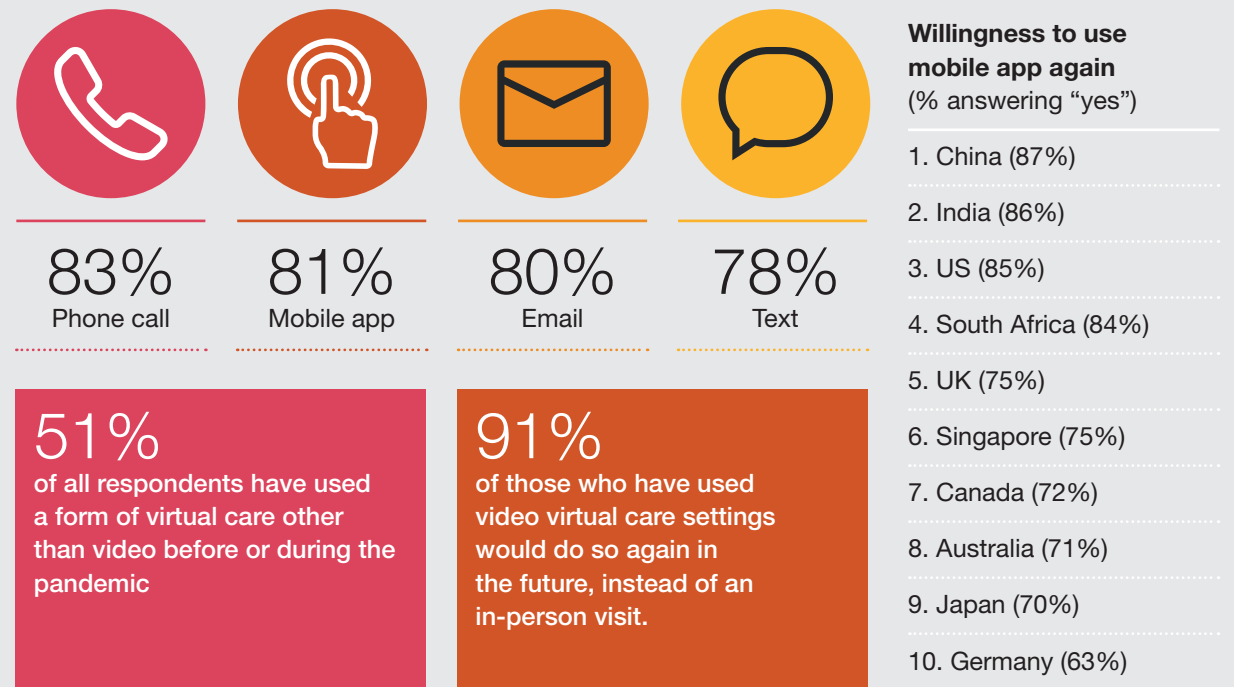 83%
Phone call
81%
Mobile app
80%
Email
78%
Text
51%
of all respondents have used
a form of virtual care other
than video before or during the
pandemic
91%
of those who have used
video virtual care settings
would do so again in
the future, instead of an
in-person visit.
Willingness to use
mobile app again
(% answering “yes”)
1. China (87%)
2. India (86%)
3. US (85%)
4. South Africa (84%)
5. UK (75%)
6. Singapore (75%)
7. Canada (72%)
8. Australia (71%)
9. Japan (70%)
10. Germany (63%)